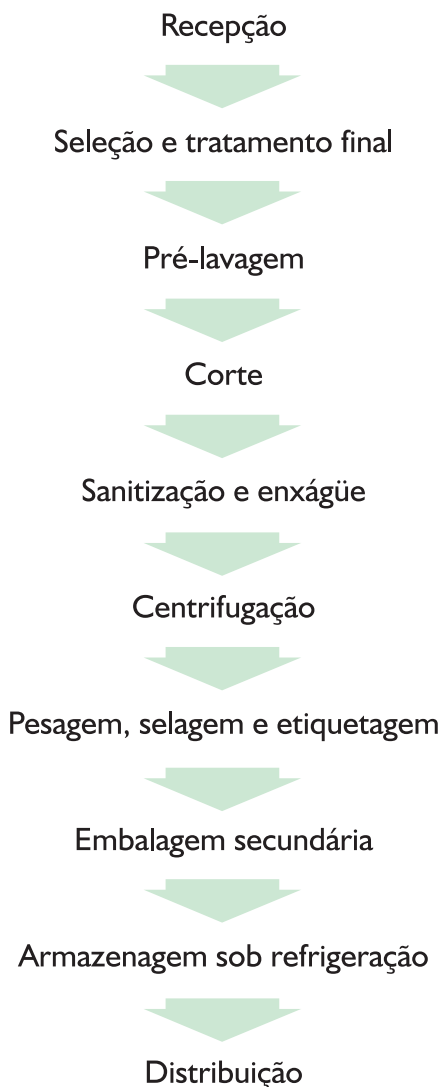 Recepção
Seleção e tratamento final
Pré-lavagem
Corte
Sanitização e enxágüe
Centrifugação
Pesagem, selagem e etiquetagem
Embalagem secundária
Armazenagem sob refrigeração
Distribuição